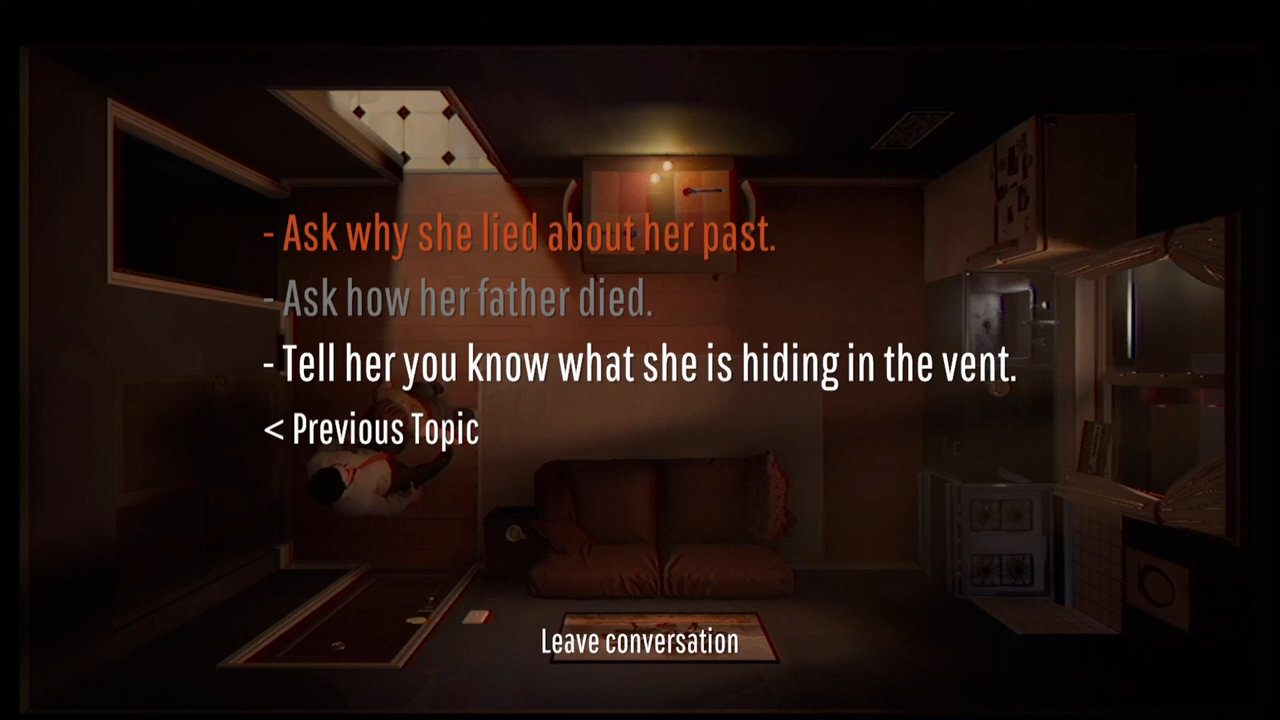 - Ask why she lied about her past.
- Ask how her father died.
- Tell her you know what she is hiding in the vent.
< Previous Topic
Leave conversation